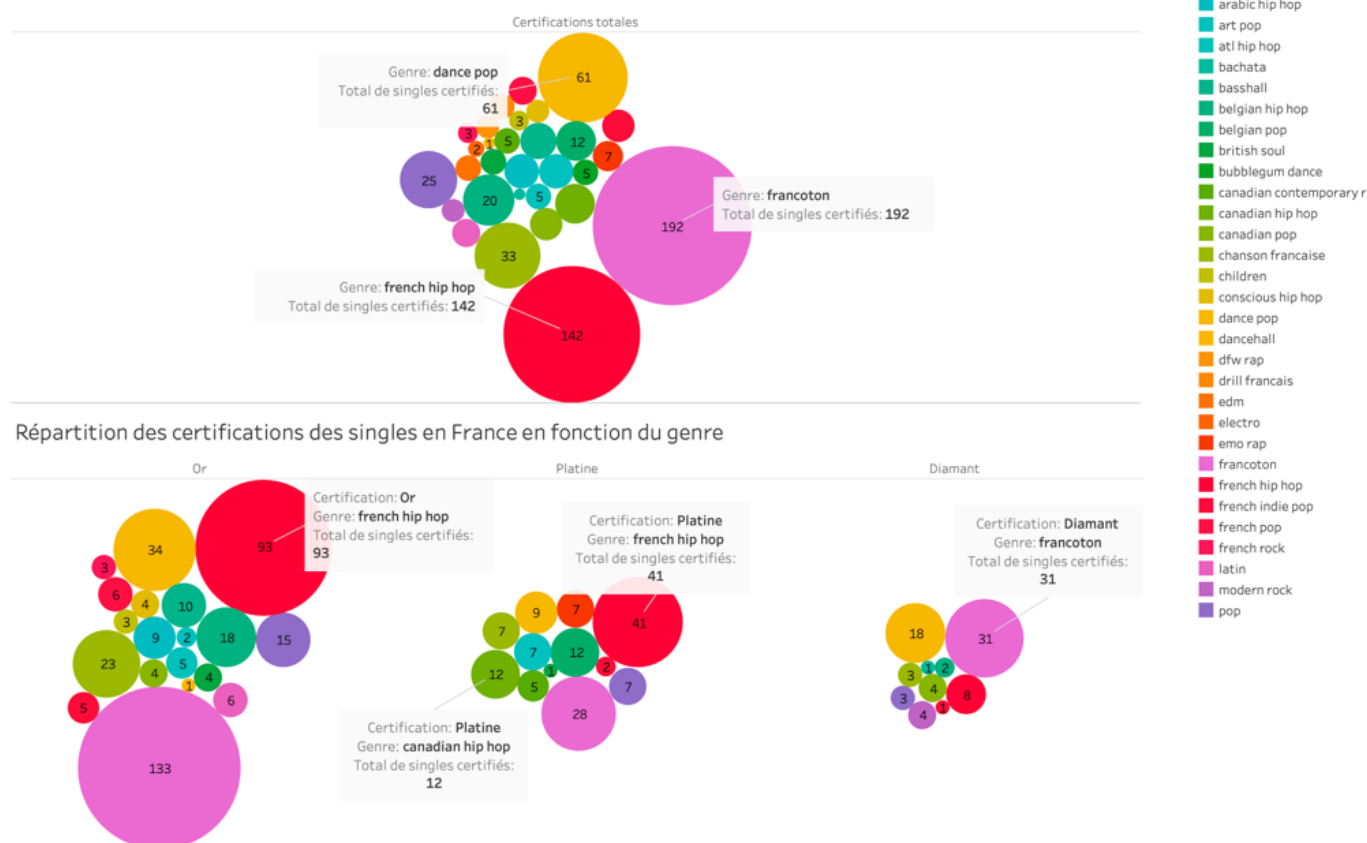 Certifications totales
61
Genre: dance pop
Total de singles certifiés:
61
3
3
5
12
1
2
7
25
5
20
5
Genre: francoton
Total de singles certifiés: 192
192
33
Genre: french hip hop
Total de singles certifiés: 142
142
Répartition des certifications des singles en France en fonction du genre
Or
Certification: Or
Genre: french hip hop
Total de singles certifiés:
93
93
34
3
6
4
10
3
9
2
18
15
23
5
4
4
1
6
5
133
Platine
Certification: Platine
Genre: french hip hop
Total de singles certifiés:
41
9
7
41
7
7
12
1
2
12
5
7
28
Certification: Platine
Genre: canadian hip hop
Total de singles certifiés:
12
Diamant
Certification: Diamant
Genre: francoton
Total de singles certifiés:
31
18
31
1
2
3
4
3
8
1
4
arabic hip hop
art pop
atl hip hop
bachata
basshall
belgian hip hop
belgian pop
british soul
bubblegum dance
canadian contemporary r
canadian hip hop
canadian pop
chanson francaise
children
conscious hip hop
dance pop
dancehall
dfw rap
drill francais
edm
electro
emo rap
francoton
french hip hop
french indie pop
french pop
french rock
latin
modern rock
pop